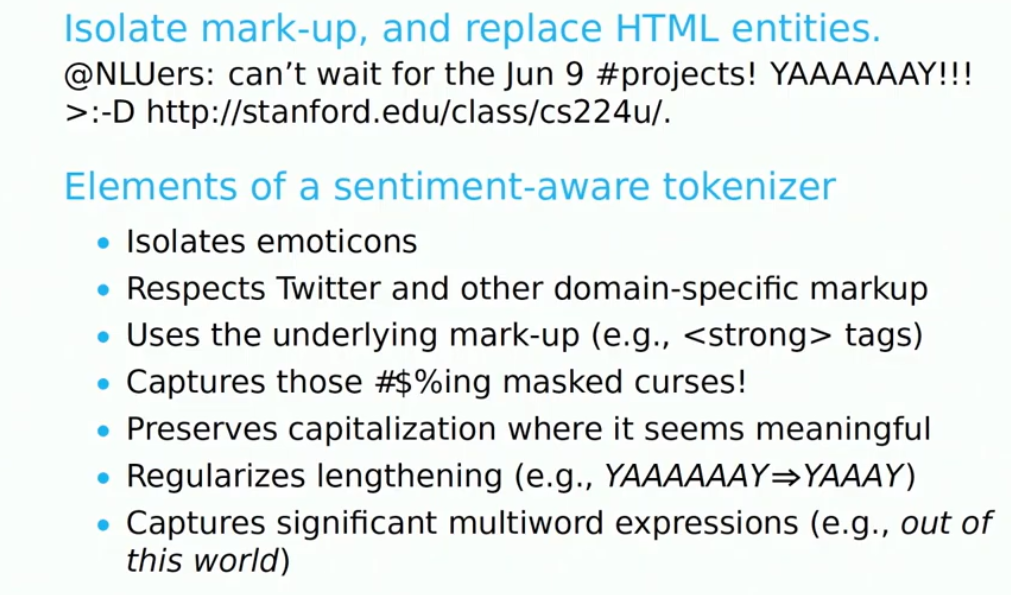 Isolate mark-up, and replace HTML entities.
@NLUers: can’t wait for the Jun 9 #projects! YAAAAAAY!!!
>:-D http://stanford.edu/class/cs224u/.
Elements of a sentiment-aware tokenizer
• Isolates emoticons
• Respects Twitter and other domain-specific markup
• Uses the underlying mark-up (e.g., <strong> tags)
• Captures those #$%ing masked curses!
• Preserves capitalization where it seems meaningful
• Regularizes lengthening (e.g., YAAAAAAY⇒YAAAY)
• Captures significant multiword expressions (e.g., out of
this world)